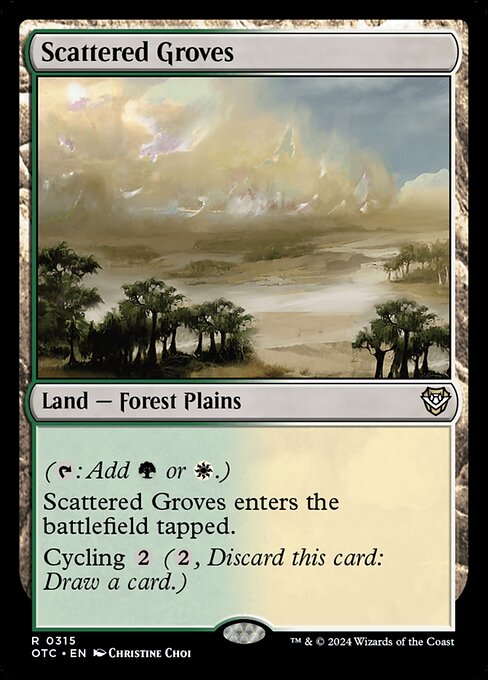 Scattered Groves
Land — Forest Plains
(: Add or .)
Scattered Groves enters the
battlefield tapped.
Cycling 2 (2, Discard this card:
Draw a card.)
R 0315
OTC • EN Christine Choi
™ & © 2024 Wizards of the Coast